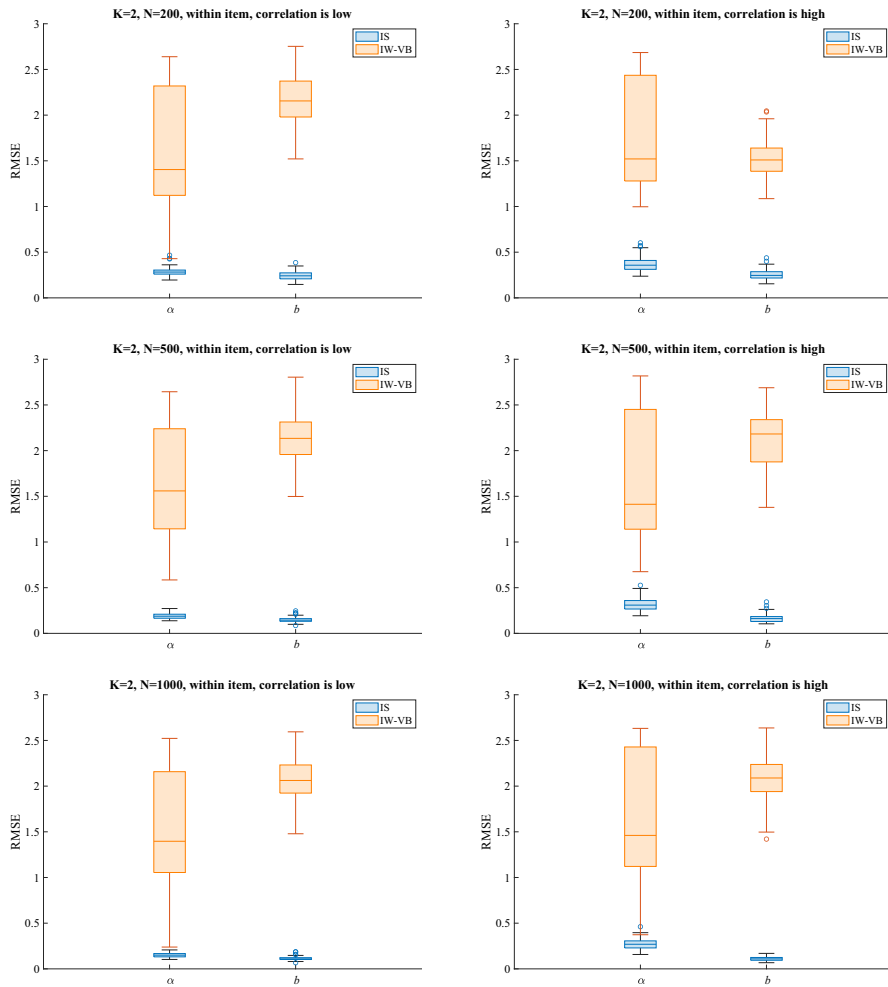 K=2, N=200, within item, correlation is low
3
2.5
2
1.5
1
0.5
0
RMSE
α
b
IS
IW-VB
K=2, N=200, within item, correlation is high
3
2.5
2
1.5
1
0.5
0
RMSE
α
b
IS
IW-VB
K=2, N=500, within item, correlation is low
3
2.5
2
1.5
1
0.5
0
RMSE
α
b
IS
IW-VB
K=2, N=500, within item, correlation is high
3
2.5
2
1.5
1
0.5
0
RMSE
α
b
IS
IW-VB
K=2, N=1000, within item, correlation is low
3
2.5
2
1.5
1
0.5
0
RMSE
α
b
IS
IW-VB
K=2, N=1000, within item, correlation is high
3
2.5
2
1.5
1
0.5
0
RMSE
α
b
IS
IW-VB